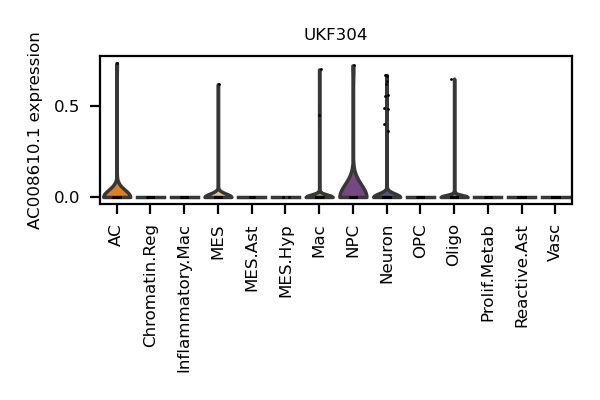 UKF304
AC008610.1 expression
0.5
0.0
AC
Chromatin.Reg
Inflammatory.Mac
MES
MES.Ast
MES.Hyp
Mac
NPC
Neuron
OPC
Oligo
Prolif.Metab
Reactive.Ast
Vasc